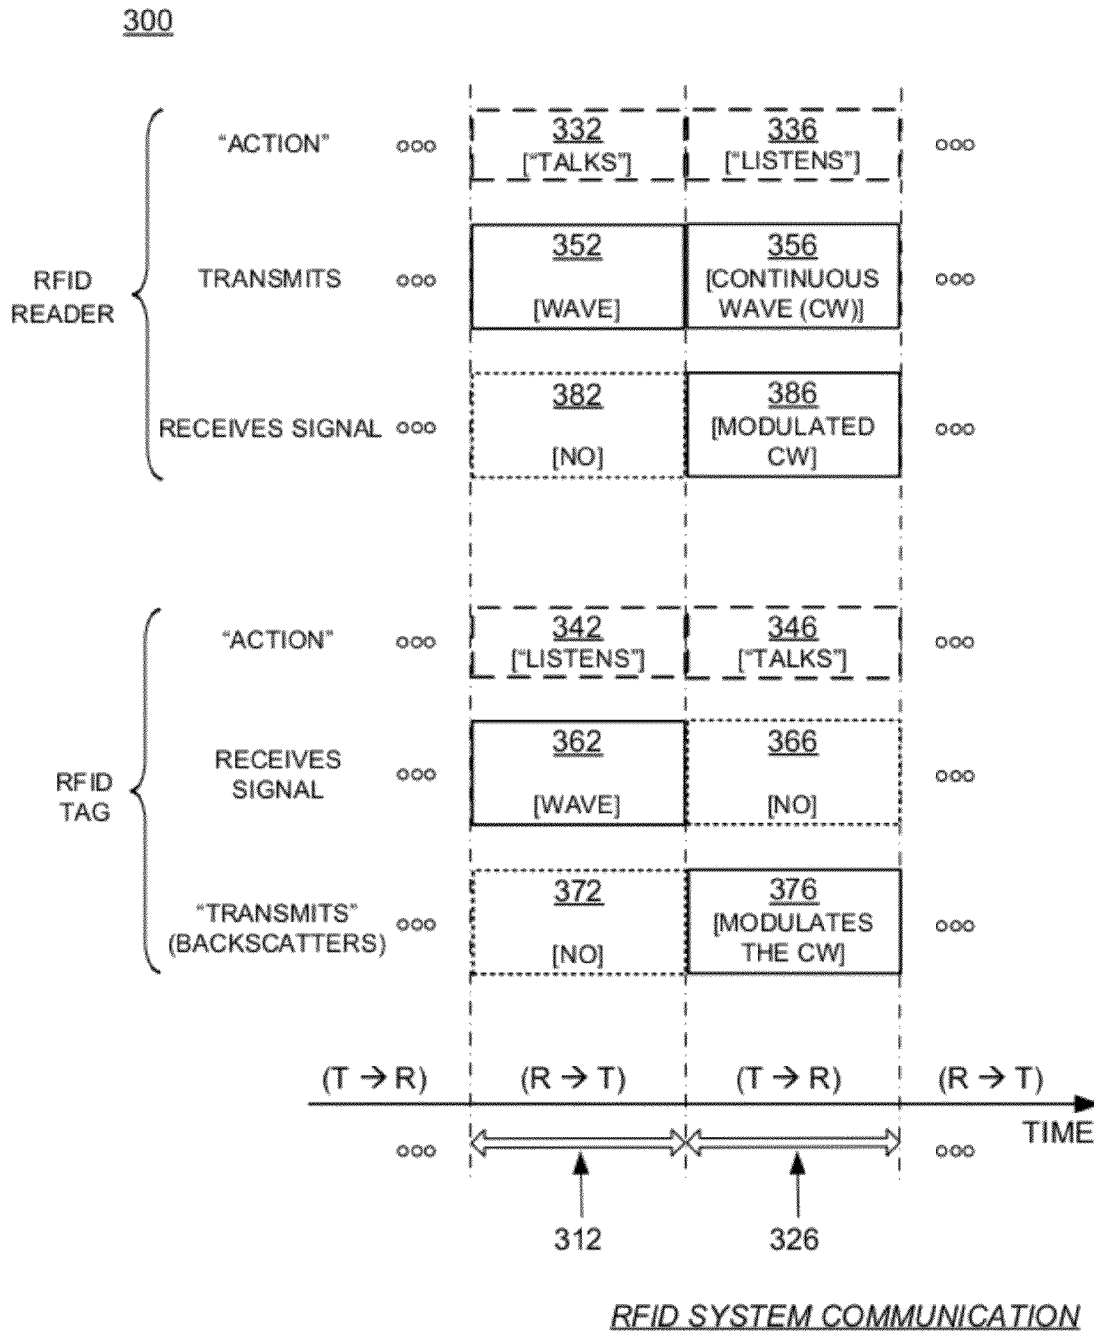 300
"ACTION" ooo 332 336 ooo
["TALKS"] ["LISTENS"]
352 356
RFID READER TRANSMITS ooo [CONTINUOUS ooo
[WAVE] WAVE (CW)]
382 386
RECEIVES SIGNAL ooo [MODULATED ooo
[NO] CW]
"ACTION" ooo 342 346 ooo
["LISTENS"] ["TALKS"]
362 366
RFID TAG RECEIVES SIGNAL ooo ooo
[WAVE] [NO]
372 376
"TRANSMITS" (BACKSCATTERS) ooo [MODULATES ooo
[NO] THE CW]
(T → R) (R → T) (T → R) (R → T)
TIME
ooo ooo
312 326
RFID SYSTEM COMMUNICATION